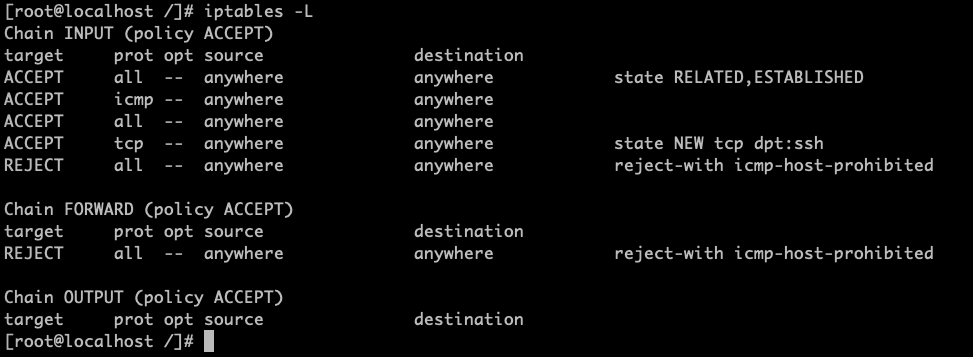 [root@localhost /]# iptables -L
Chain INPUT (policy ACCEPT)
target     prot opt source               destination
ACCEPT     all  --  anywhere             anywhere            state RELATED,ESTABLISHED
ACCEPT     icmp --  anywhere             anywhere
ACCEPT     all  --  anywhere             anywhere
ACCEPT     tcp  --  anywhere             anywhere            state NEW tcp dpt:ssh
REJECT     all  --  anywhere             anywhere            reject-with icmp-host-prohibited

Chain FORWARD (policy ACCEPT)
target     prot opt source               destination
REJECT     all  --  anywhere             anywhere            reject-with icmp-host-prohibited

Chain OUTPUT (policy ACCEPT)
target     prot opt source               destination
[root@localhost /]#